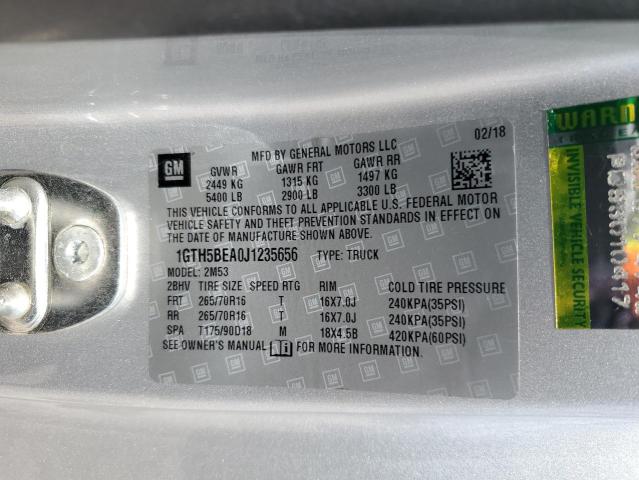 GM
MFD BY GENERAL MOTORS LLC 02/18
GVWR GAWR FRT GAWR RR
2449 KG 1315 KG 1497 KG
5400 LB 2900 LB 3300 LB
THIS VEHICLE CONFORMS TO ALL APPLICABLE U.S. FEDERAL MOTOR
VEHICLE SAFETY AND THEFT PREVENTION STANDARDS IN EFFECT ON
THE DATE OF MANUFACTURE SHOWN ABOVE.
1GTH5BEA0J1235656 TYPE: TRUCK
MODEL: 2M53
2BHV TIRE SIZE SPEED RTG RIM COLD TIRE PRESSURE
FRT 265/70R16 T 16X7.0J 240KPA(35PSI)
RR 265/70R16 T 16X7.0J 240KPA(35PSI)
SPA T175/90D18 M 18X4.5B 420KPA(60PSI)
SEE OWNER'S MANUAL FOR MORE INFORMATION.
WARN
INVISIBLE VEHICLE SECURITY